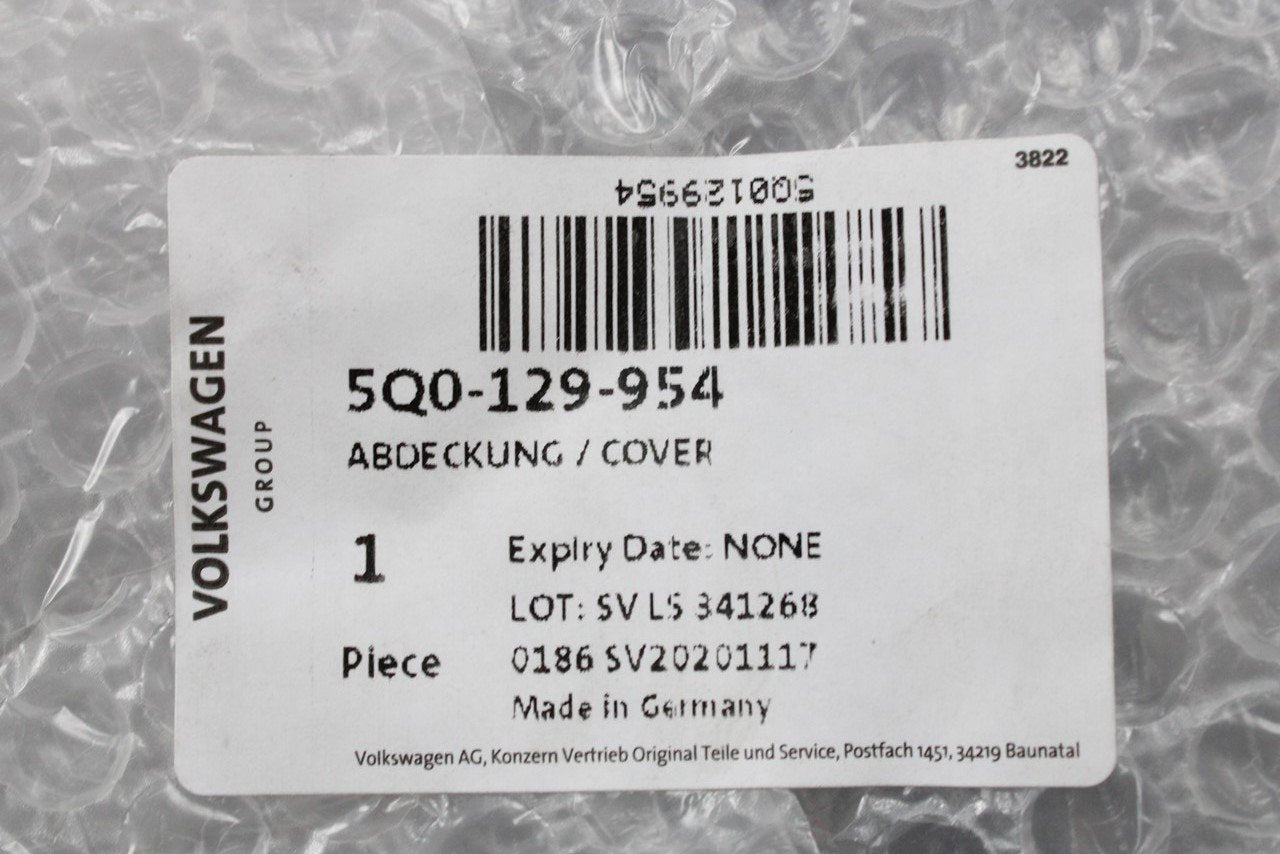 3822
5Q0129954
5Q0-129-954
ABDECKUNG / COVER
VOLKSWAGEN
GROUP
1
Piece
Expiry Date: NONE
LOT: SV LS 341268
0186 SV20201117
Made in Germany
Volkswagen AG, Konzern Vertrieb Original Teile und Service, Postfach 1451, 34219 Baunatal